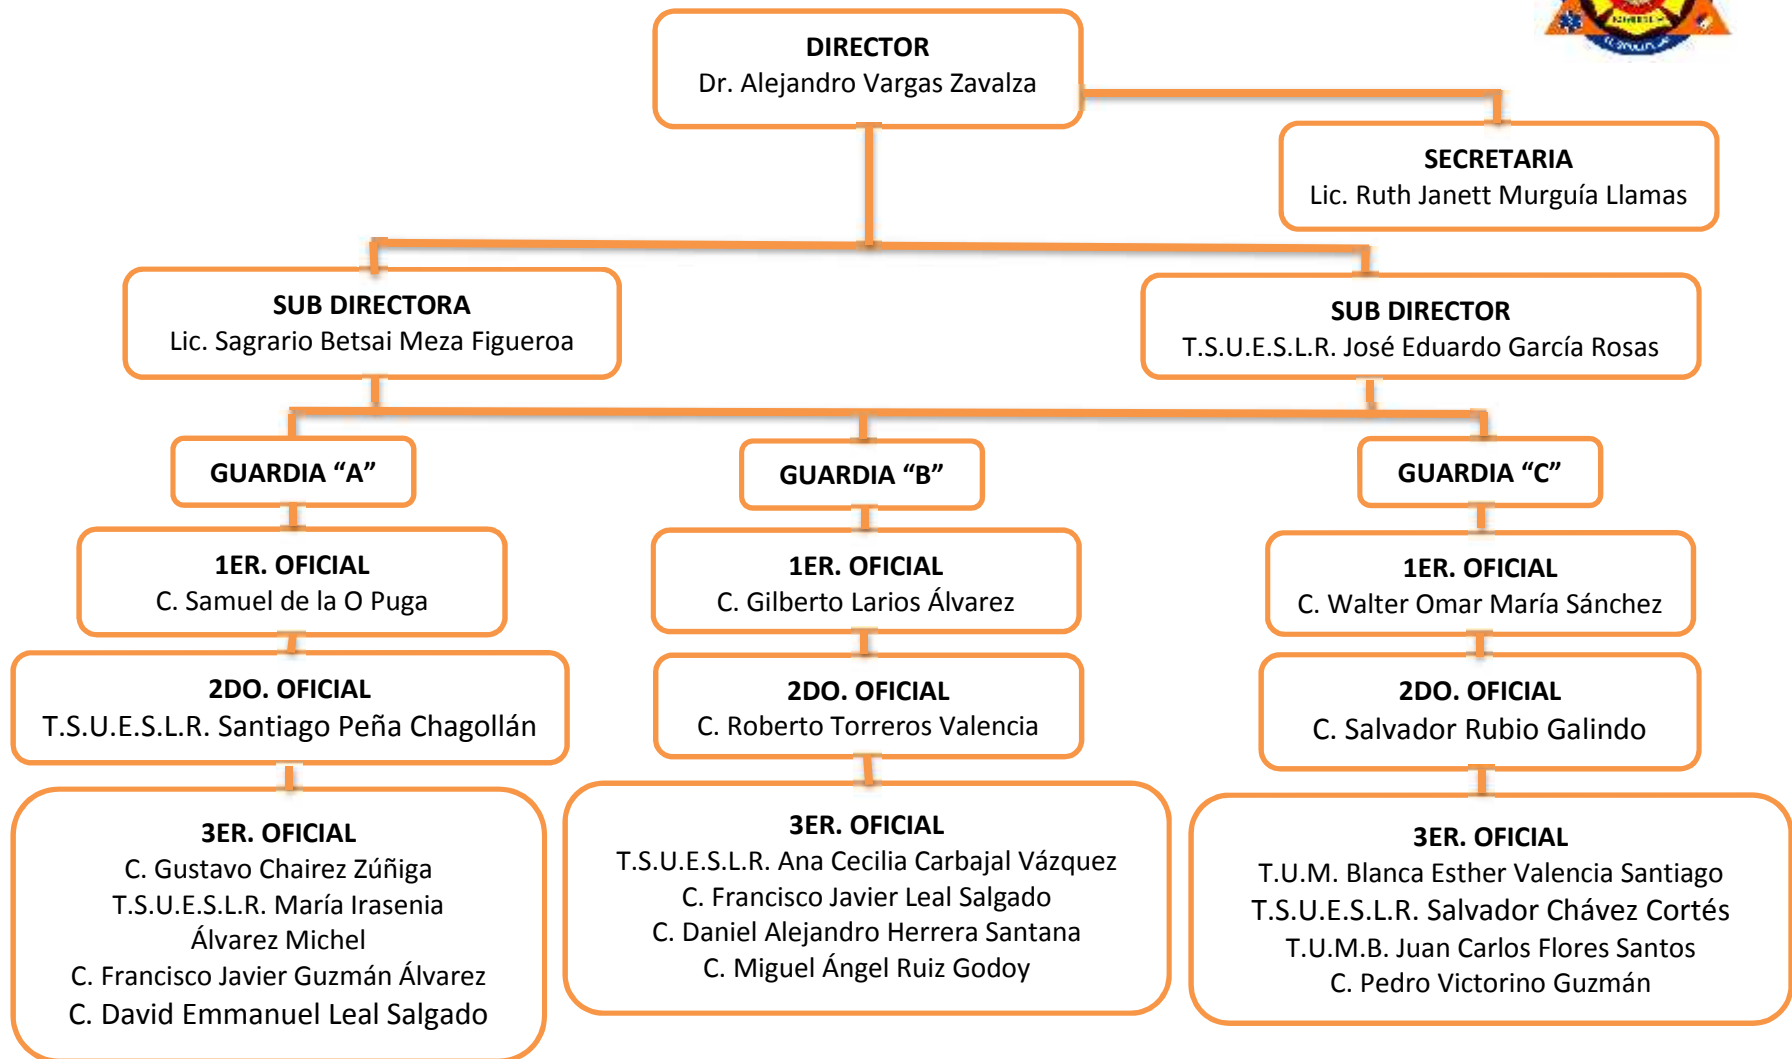 DIRECTOR
Dr. Alejandro Vargas Zavalza
SECRETARIA
Lic. Ruth Janett Murguía Llamas
SUB DIRECTORA
Lic. Sagrario Betsai Meza Figueroa
SUB DIRECTOR
T.S.U.E.S.L.R. José Eduardo García Rosas
GUARDIA “A”
GUARDIA “B”
GUARDIA “C”
1ER. OFICIAL
C. Samuel de la O Puga
1ER. OFICIAL
C. Gilberto Larios Álvarez
1ER. OFICIAL
C. Walter Omar María Sánchez
2DO. OFICIAL
T.S.U.E.S.L.R. Santiago Peña Chagollán
2DO. OFICIAL
C. Roberto Torreros Valencia
2DO. OFICIAL
C. Salvador Rubio Galindo
3ER. OFICIAL
C. Gustavo Chairez Zúñiga
T.S.U.E.S.L.R. María Irasenia
Álvarez Michel
C. Francisco Javier Guzmán Álvarez
C. David Emmanuel Leal Salgado
3ER. OFICIAL
T.S.U.E.S.L.R. Ana Cecilia Carbajal Vázquez
C. Francisco Javier Leal Salgado
C. Daniel Alejandro Herrera Santana
C. Miguel Ángel Ruiz Godoy
3ER. OFICIAL
T.U.M. Blanca Esther Valencia Santiago
T.S.U.E.S.L.R. Salvador Chávez Cortés
T.U.M.B. Juan Carlos Flores Santos
C. Pedro Victorino Guzmán